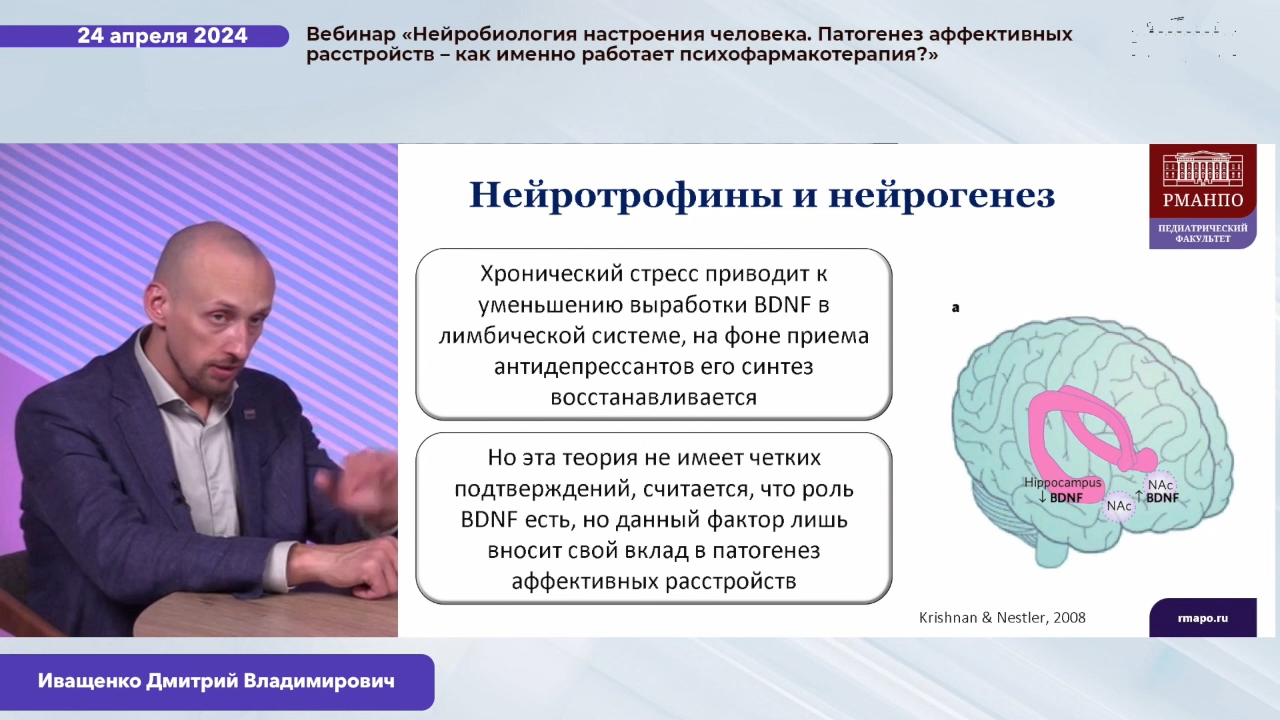 24 апреля 2024
Вебинар «Нейробиология настроения человека. Патогенез аффективных
расстройств – как именно работает психофармакотерапия?»
Нейротрофины и нейрогенез
РМАНПО
ПЕДИАТРИЧЕСКИЙ
ФАКУЛЬТЕТ
Хронический стресс приводит к
уменьшению выработки BDNF в
лимбической системе, на фоне приема
антидепрессантов его синтез
восстанавливается
Но эта теория не имеет четких
подтверждений, считается, что роль
BDNF есть, но данный фактор лишь
вносит свой вклад в патогенез
аффективных расстройств
a
Hippocampus
↓ BDNF
NAc
↑ BDNF
NAc
Krishnan & Nestler, 2008
rmapo.ru
Иващенко Дмитрий Владимирович